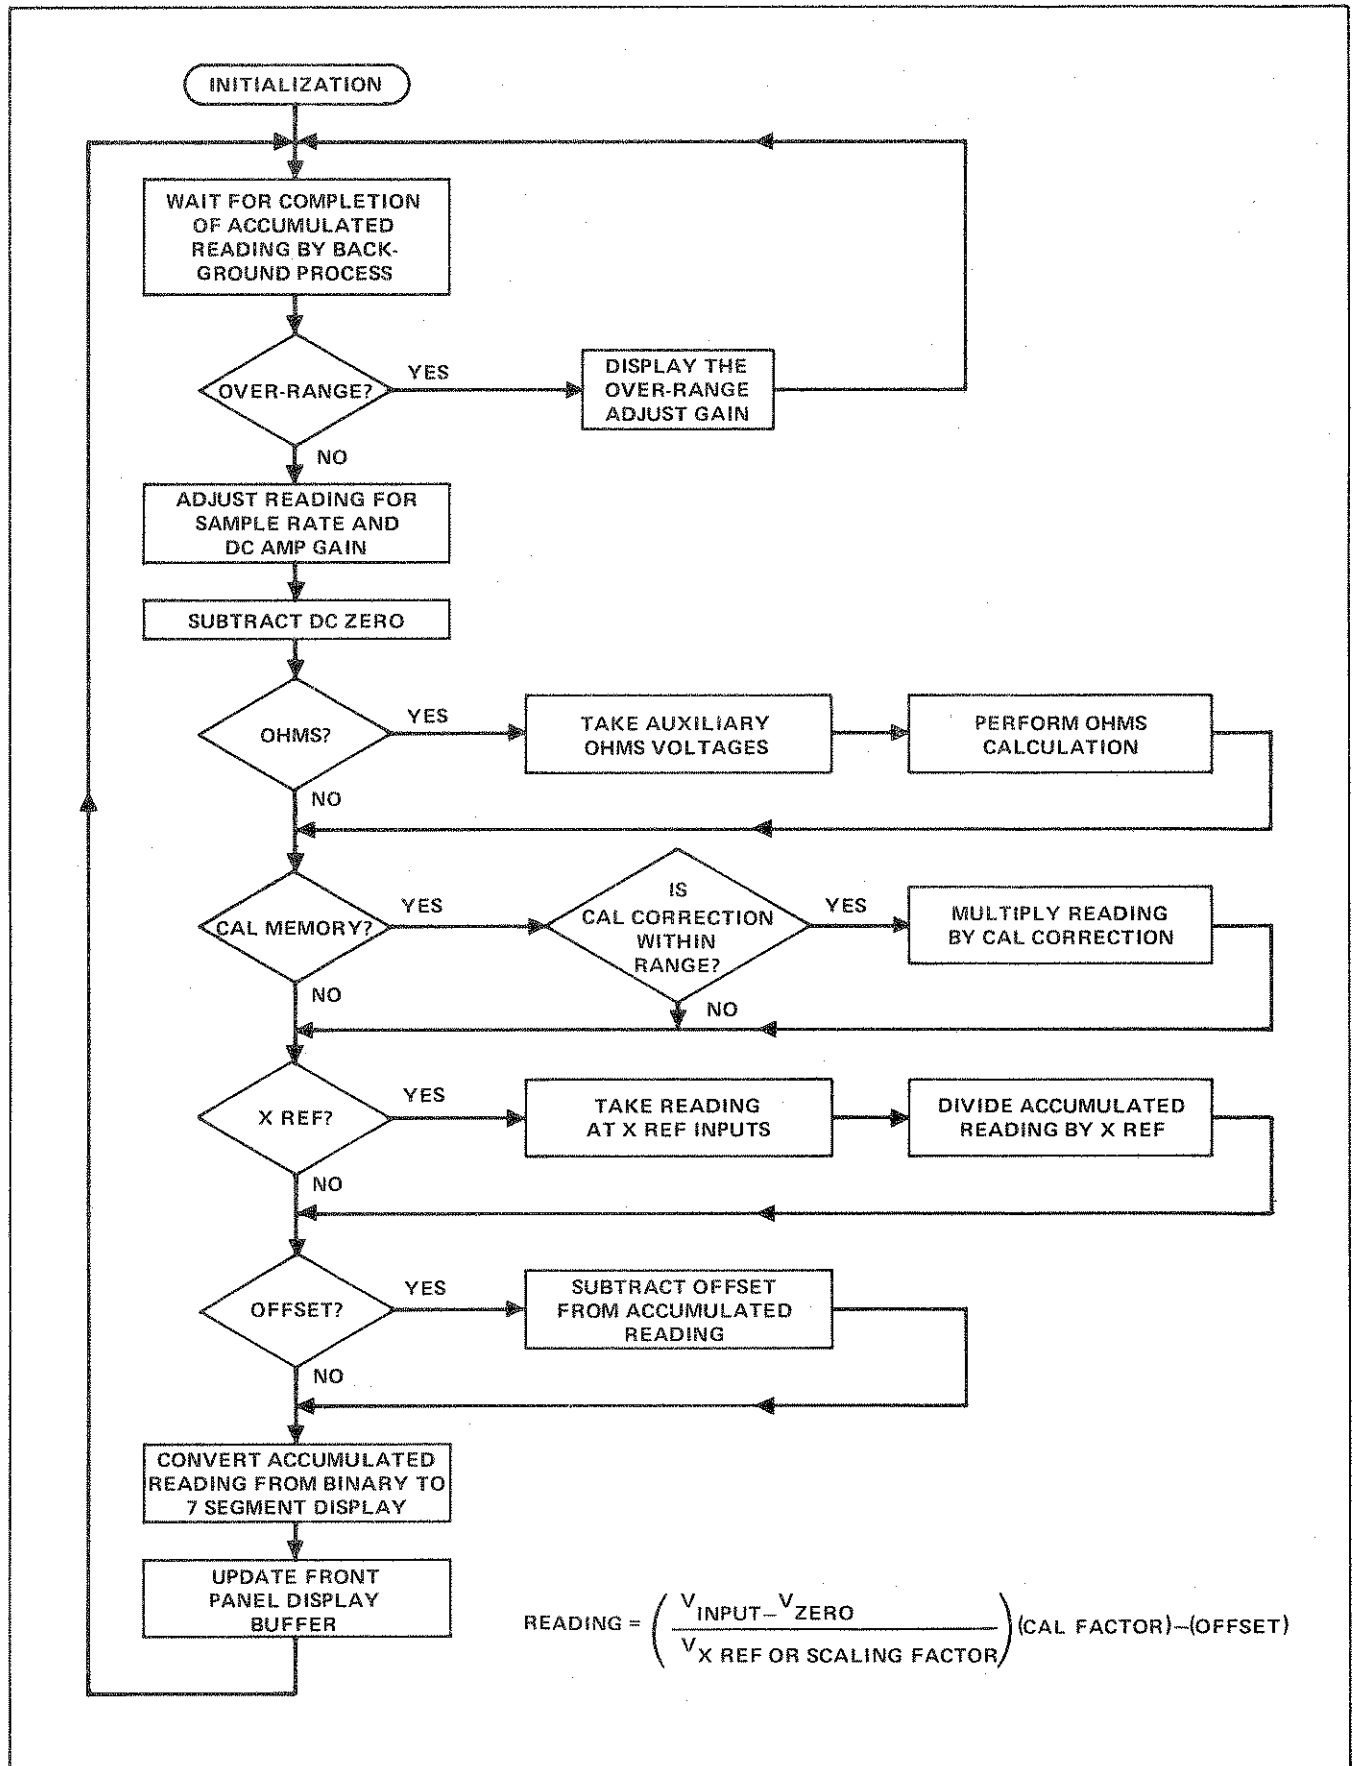 INITIALIZATION
WAIT FOR COMPLETION
OF ACCUMULATED
READING BY BACK-
GROUND PROCESS
OVER-RANGE?
YES
DISPLAY THE
OVER-RANGE
ADJUST GAIN
NO
ADJUST READING FOR
SAMPLE RATE AND
DC AMP GAIN
SUBTRACT DC ZERO
OHMS?
YES
TAKE AUXILIARY
OHMS VOLTAGES
PERFORM OHMS
CALCULATION
NO
CAL MEMORY?
YES
IS
CAL CORRECTION
WITHIN
RANGE?
YES
MULTIPLY READING
BY CAL CORRECTION
NO
NO
X REF?
YES
TAKE READING
AT X REF INPUTS
DIVIDE ACCUMULATED
READING BY X REF
NO
OFFSET?
YES
SUBTRACT OFFSET
FROM ACCUMULATED
READING
NO
CONVERT ACCUMULATED
READING FROM BINARY TO
7 SEGMENT DISPLAY
UPDATE FRONT
PANEL DISPLAY
BUFFER
READING = ( V INPUT – V ZERO / V X REF OR SCALING FACTOR ) (CAL FACTOR)–(OFFSET)